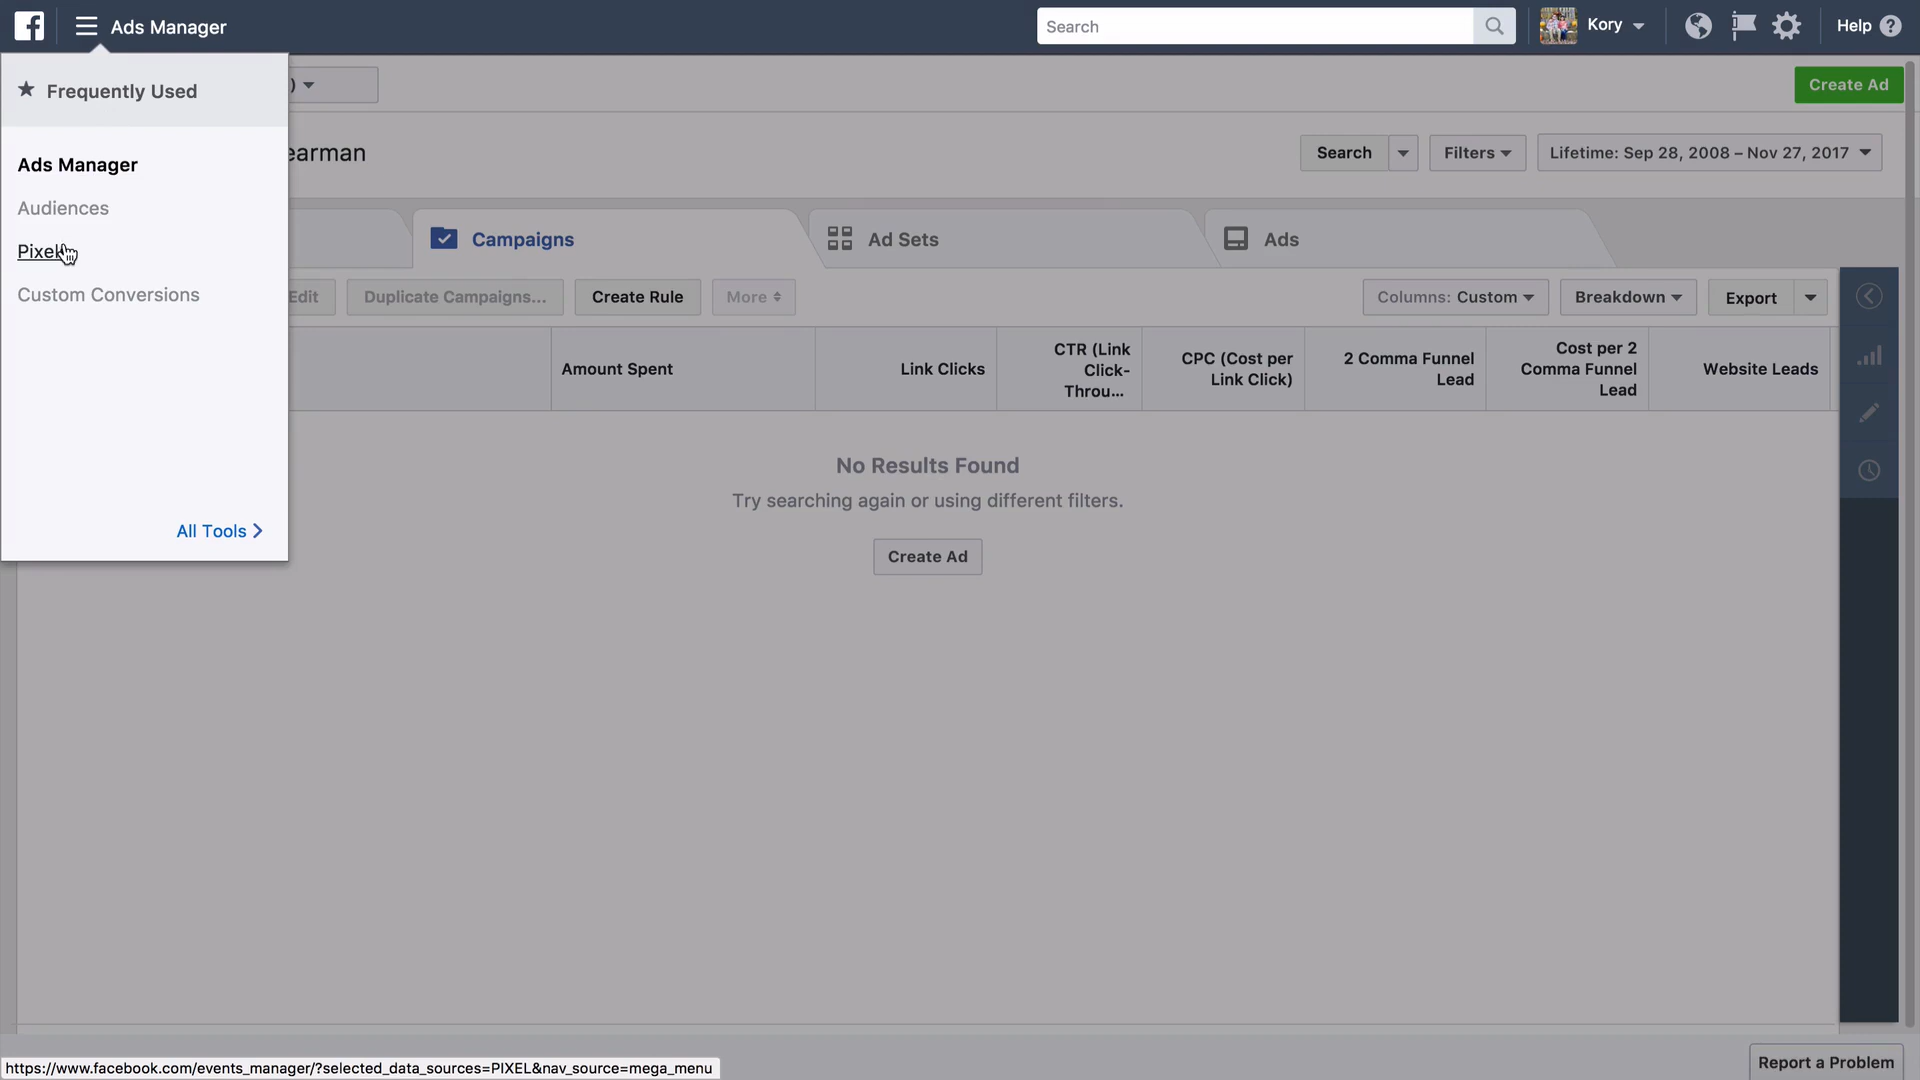 Ads Manager
Search
Kory
Help
Frequently Used
)
Create Ad
Ads Manager
Audiences
Pixels
Custom Conversions
All Tools
earman
Search
Filters
Lifetime: Sep 28, 2008 – Nov 27, 2017
Campaigns
Ad Sets
Ads
Edit
Duplicate Campaigns...
Create Rule
More
Columns: Custom
Breakdown
Export
Amount Spent
Link Clicks
CTR (Link
Click-
Throu...
CPC (Cost per
Link Click)
2 Comma Funnel
Lead
Cost per 2
Comma Funnel
Lead
Website Leads
No Results Found
Try searching again or using different filters.
Create Ad
https://www.facebook.com/events_manager/?selected_data_sources=PIXEL&nav_source=mega_menu
Report a Problem